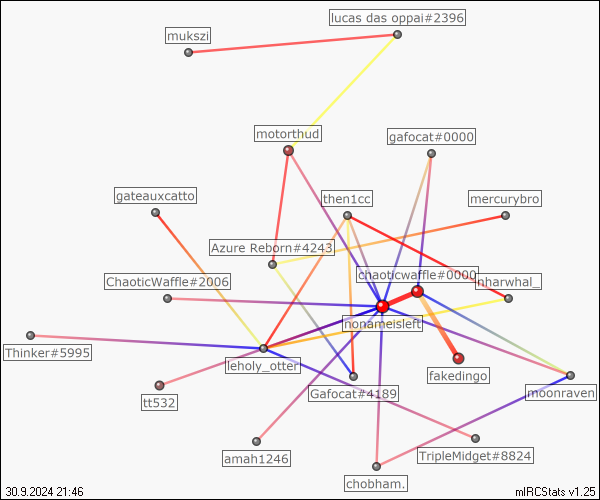 lucas das oppai#2396
mukszi
motorthud
gafocat#0000
gateauxcatto
then1cc
mercurybro
Azure Reborn#4243
ChaoticWaffle#2006
chaoticwaffle#0000
nharwhal_
nonameisleft
Thinker#5995
leholy_otter
fakedingo
Gafocat#4189
moonraven
tt532
amah1246
TripleMidget#8824
chobham.
30.9.2024 21:46
mIRCStats v1.25